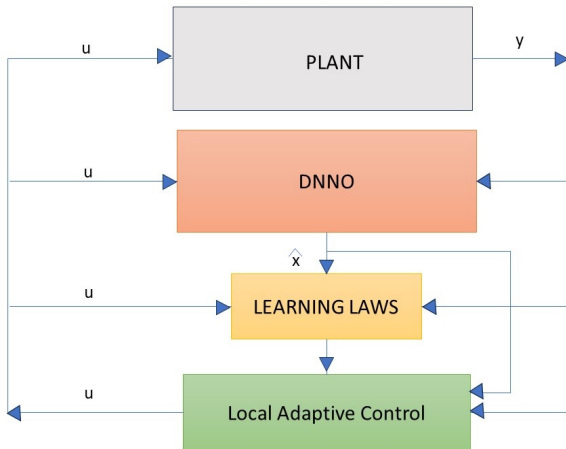 u
y
PLANT
u
DNNO
x̂
u
LEARNING LAWS
u
Local Adaptive Control